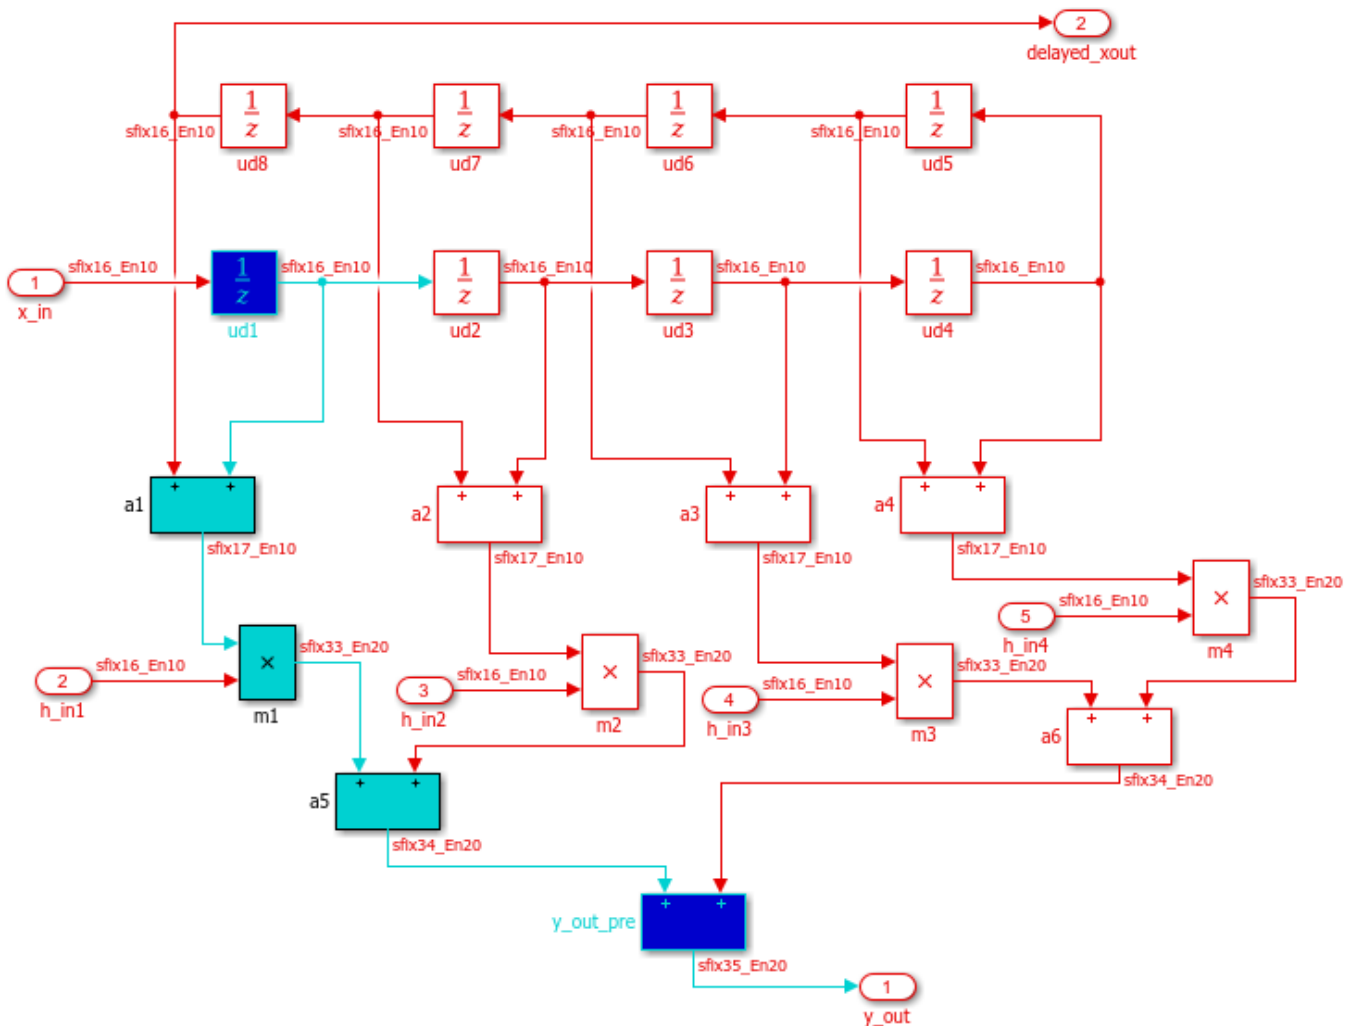 2
delayed_xout
1/z
1/z
1/z
1/z
sfix16_En10
sfix16_En10
sfix16_En10
sfix16_En10
ud8
ud7
ud6
ud5
1
x_in
sfix16_En10
1/z
sfix16_En10
1/z
sfix16_En10
1/z
sfix16_En10
1/z
sfix16_En10
ud1
ud2
ud3
ud4
a1
+ +
sfix17_En10
a2
+ +
sfix17_En10
a3
+ +
sfix17_En10
a4
+ +
sfix17_En10
5
h_in4
sfix16_En10
×
m4
sfix33_En20
2
h_in1
sfix16_En10
×
m1
sfix33_En20
3
h_in2
sfix16_En10
×
m2
sfix33_En20
4
h_in3
sfix16_En10
×
m3
sfix33_En20
a6
+ +
sfix34_En20
a5
+ +
sfix34_En20
y_out_pre
+ +
sfix35_En20
1
y_out